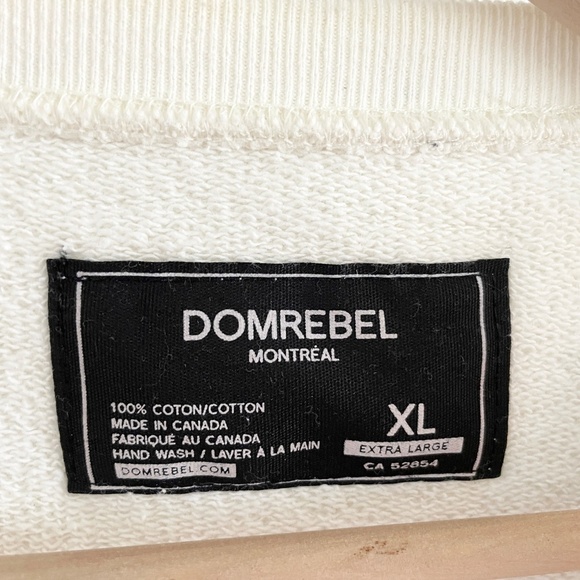 DOMREBEL
MONTRÉAL
100% COTON/COTTON
MADE IN CANADA
FABRIQUÉ AU CANADA
HAND WASH / LAVER À LA MAIN
DOMREBEL.COM
XL
EXTRA LARGE
CA 52854